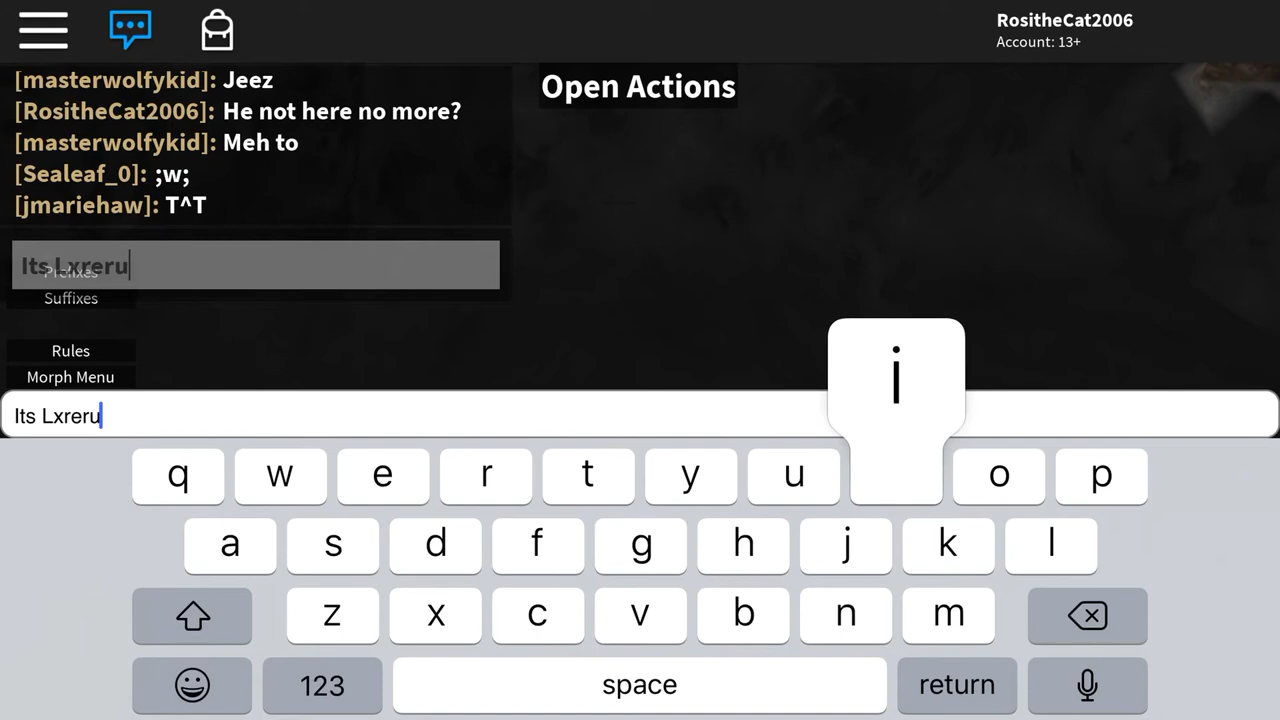 RositheCat2006
Account: 13+
[masterwolfykid]: Jeez
[RositheCat2006]: He not here no more?
[masterwolfykid]: Meh to
[Sealeaf_0]: ;w;
[jmariehaw]: T^T
Open Actions
Its Lxreru
Prefixes
Suffixes
Rules
Morph Menu
Its Lxreru
i
q w e r t y u o p
a s d f g h j k l
z x c v b n m
123 space return